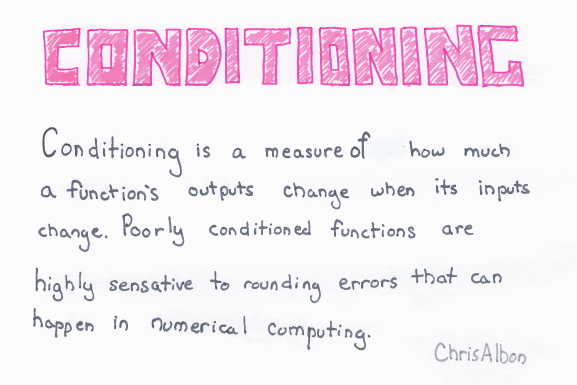 CONDITIONING
Conditioning is a measure of how much
a function's outputs change when its inputs
change. Poorly conditioned functions are
highly sensative to rounding errors that can
happen in numerical computing.
ChrisAlbon